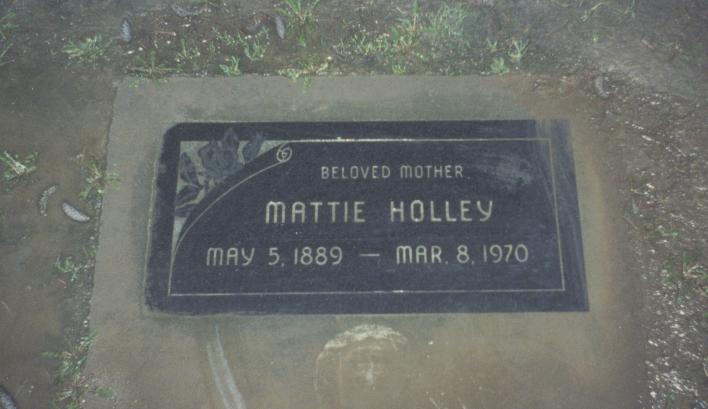 BELOVED MOTHER
MATTIE HOLLEY
MAY 5, 1889 — MAR. 8, 1970